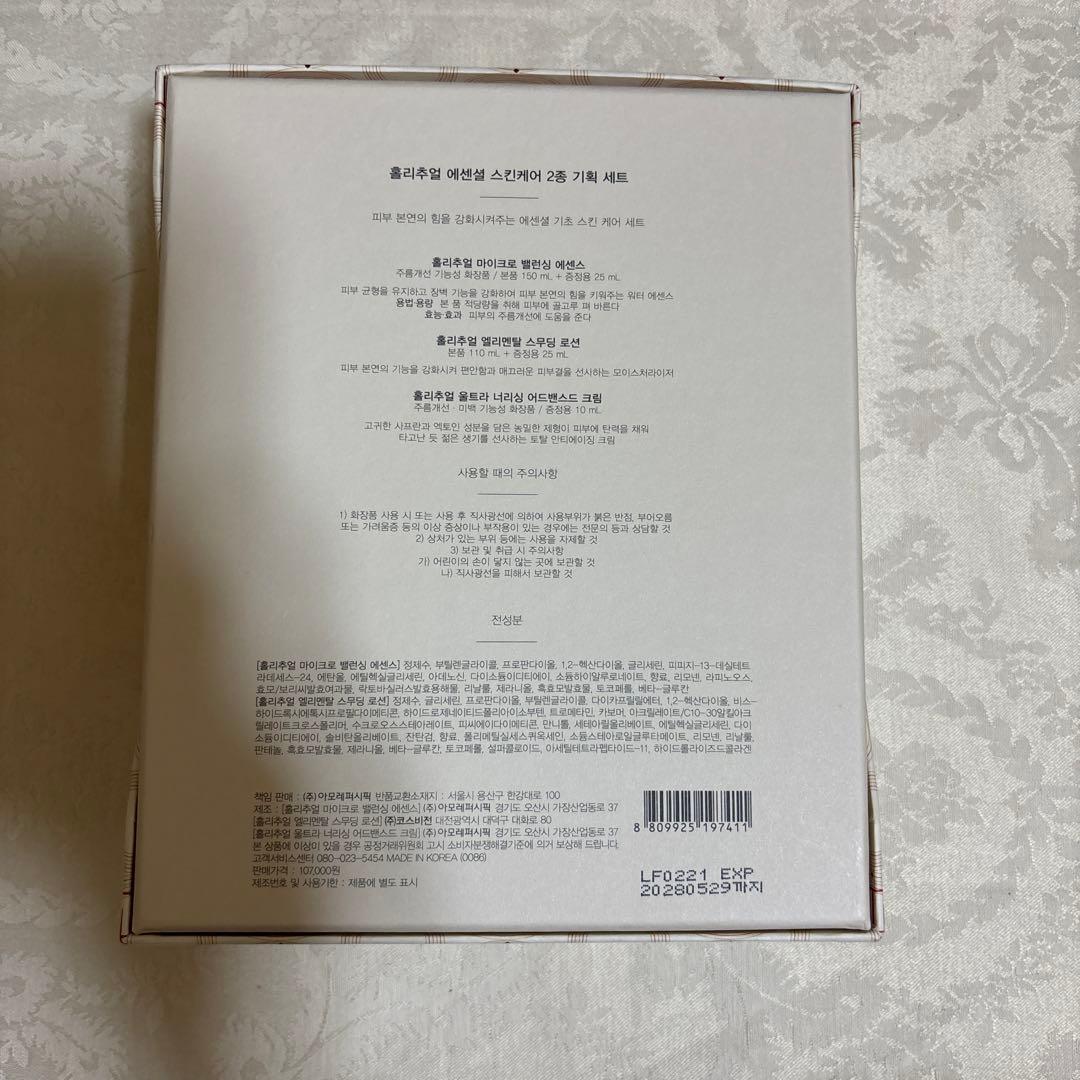 홀리추얼 에센셜 스킨케어 2종 기획 세트
피부 본연의 힘을 강화시켜주는 에센셜 기초 스킨 케어 세트
홀리추얼 마이크로 밸런싱 에센스
주름개선 기능성 화장품 / 본품 150 mL + 증정용 25 mL
피부 균형을 유지하고 장벽 기능을 강화하여 피부 본연의 힘을 키워주는 워터 에센스
용법·용량 본 품 적당량을 취해 피부에 골고루 펴 바른다
효능·효과 피부의 주름개선에 도움을 준다
홀리추얼 엘리멘탈 스무딩 로션
본품 110 mL + 증정용 25 mL
피부 본연의 기능을 강화시켜 편안함과 매끄러운 피부결을 선사하는 모이스처라이저
홀리추얼 울트라 너리싱 어드밴스드 크림
주름개선 · 미백 기능성 화장품 / 증정용 10 mL
고귀한 사프란과 엑토인 성분을 담은 농밀한 제형이 피부에 탄력을 채워
타고난 듯 젊은 생기를 선사하는 토탈 안티에이징 크림
사용할 때의 주의사항
1) 화장품 사용 시 또는 사용 후 직사광선에 의하여 사용부위가 붉은 반점, 부어오름
또는 가려움증 등의 이상 증상이나 부작용이 있는 경우에는 전문의 등과 상담할 것
2) 상처가 있는 부위 등에는 사용을 자제할 것
3) 보관 및 취급 시 주의사항
가) 어린이의 손이 닿지 않는 곳에 보관할 것
나) 직사광선을 피해서 보관할 것
전성분
[홀리추얼 마이크로 밸런싱 에센스] 정제수, 부틸렌글라이콜, 프로판다이올, 1,2-헥산다이올, 글리세린, 피피지-13-데실테트
라데세스-24, 에탄올, 에틸헥실글리세린, 아데노신, 다이소듐이디티에이, 소듐하이알루로네이트, 향료, 리모넨, 라피노오스,
효모/보리씨발효여과물, 락토바실러스발효용해물, 리날룰, 제라니올, 흑효모발효물, 토코페롤, 베타-글루칸
[홀리추얼 엘리멘탈 스무딩 로션] 정제수, 글리세린, 프로판다이올, 부틸렌글라이콜, 다이카프릴릴에터, 1,2-헥산다이올, 비스-
하이드록시에톡시프로필다이메티콘, 하이드로제네이티드폴리아이소부텐, 트로메타민, 카보머, 아크릴레이트/C10-30알킬아크
릴레이트크로스폴리머, 수크로오스스테아레이트, 피씨에이다이메티콘, 만니톨, 세테아릴올리베이트, 에틸헥실글리세린, 다이
소듐이디티에이, 솔비탄올리베이트, 잔탄검, 향료, 폴리메틸실세스퀴옥세인, 소듐스테아로일글루타메이트, 리모넨, 리날룰,
판테놀, 흑효모발효물, 제라니올, 베타-글루칸, 토코페롤, 설퍼콜로이드, 아세틸테트라펩타이드-11, 하이드롤라이즈드콜라겐
책임 판매 : (주) 아모레퍼시픽 반품교환소재지 : 서울시 용산구 한강대로 100
제조 : [홀리추얼 마이크로 밸런싱 에센스] (주) 아모레퍼시픽 경기도 오산시 가장산업동로 37
[홀리추얼 엘리멘탈 스무딩 로션] (주)코스비전 대전광역시 대덕구 대화로 80
[홀리추얼 울트라 너리싱 어드밴스드 크림] (주) 아모레퍼시픽 경기도 오산시 가장산업동로 37
본 상품에 이상이 있을 경우 공정거래위원회 고시 소비자분쟁해결기준에 의거 보상해 드립니다.
고객서비스센터 080-023-5454 MADE IN KOREA (0086)
판매가격 : 107,000원
제조번호 및 사용기한 : 제품에 별도 표시
8 809925 197411
LF0221 EXP
20280529까지